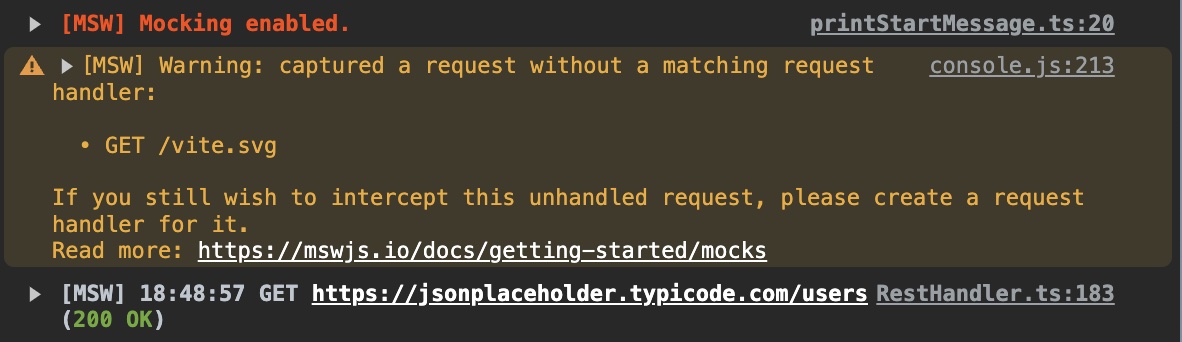 ▶ [MSW] Mocking enabled. printStartMessage.ts:20
▶ [MSW] Warning: captured a request without a matching request console.js:213
handler:
• GET /vite.svg
If you still wish to intercept this unhandled request, please create a request
handler for it.
Read more: https://mswjs.io/docs/getting-started/mocks
▶ [MSW] 18:48:57 GET https://jsonplaceholder.typicode.com/users RestHandler.ts:183
(200 OK)